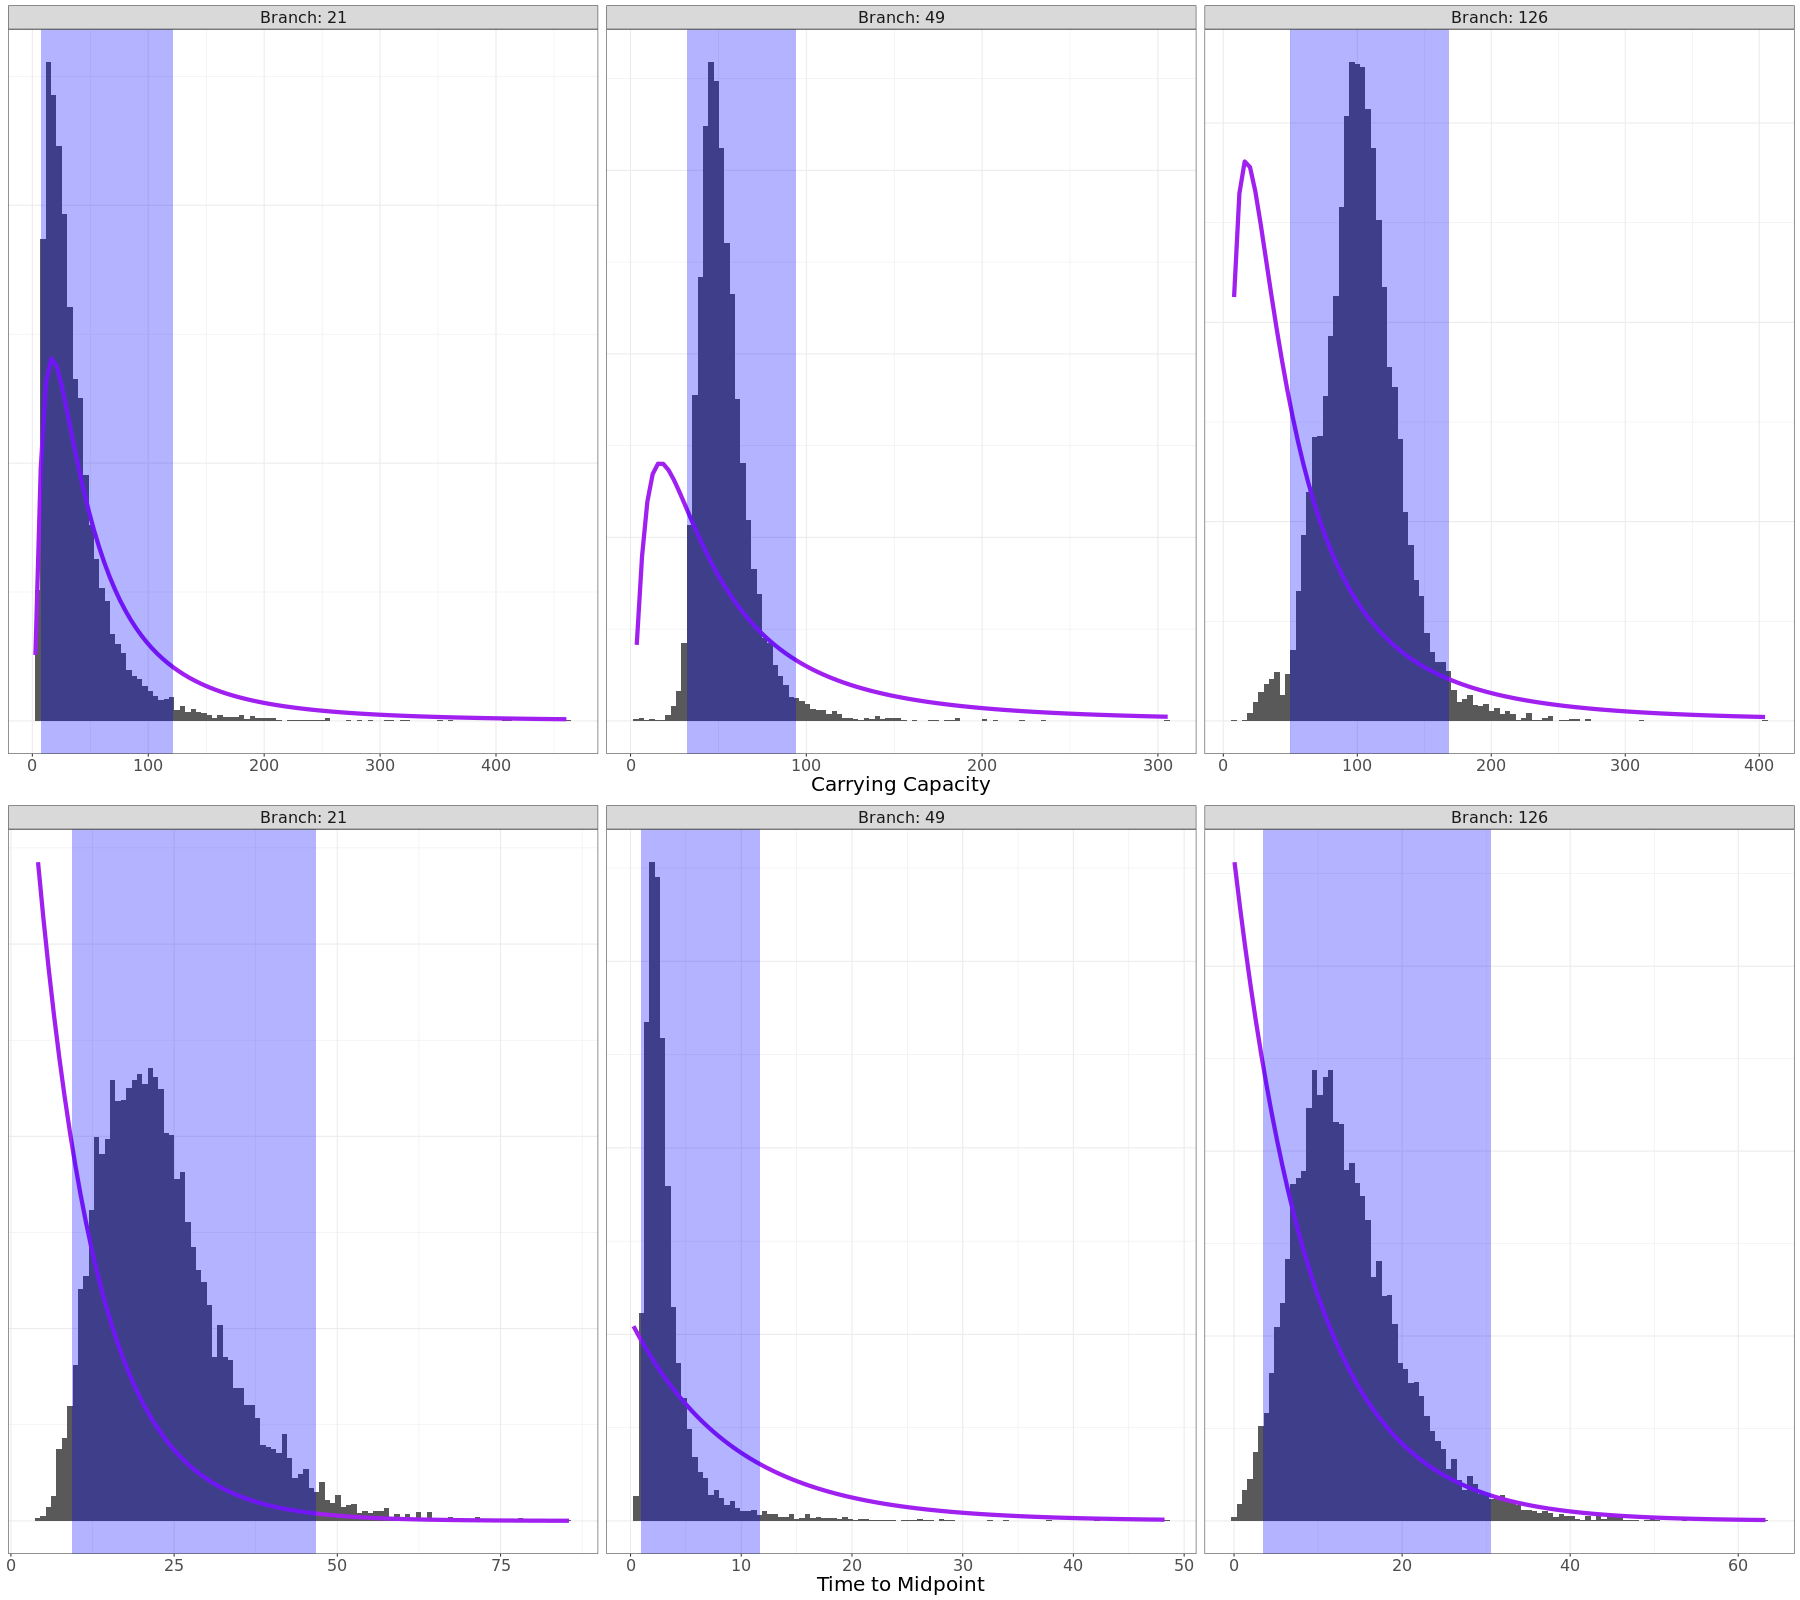 Branch: 21 Branch: 49 Branch: 126
0 100 200 300 400 0 100 200 300 0 100 200 300 400
Carrying Capacity
Branch: 21 Branch: 49 Branch: 126
0 25 50 75 0 10 20 30 40 50 0 20 40 60
Time to Midpoint